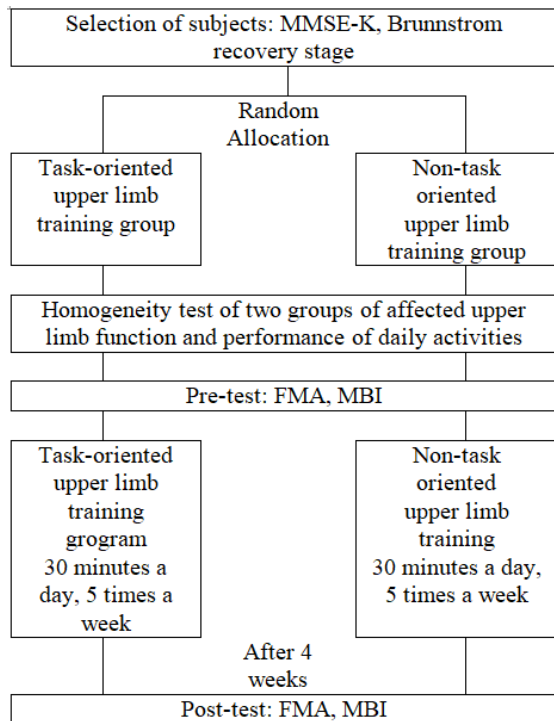 Selection of subjects: MMSE-K, Brunnstrom
recovery stage
Random
Allocation
Task-oriented
upper limb
training group
Non-task
oriented
upper limb
training group
Homogeneity test of two groups of affected upper
limb function and performance of daily activities
Pre-test: FMA, MBI
Task-oriented
upper limb
training
grogram
30 minutes a
day, 5 times a
week
Non-task
oriented
upper limb
training
30 minutes a day,
5 times a week
After 4
weeks
Post-test: FMA, MBI